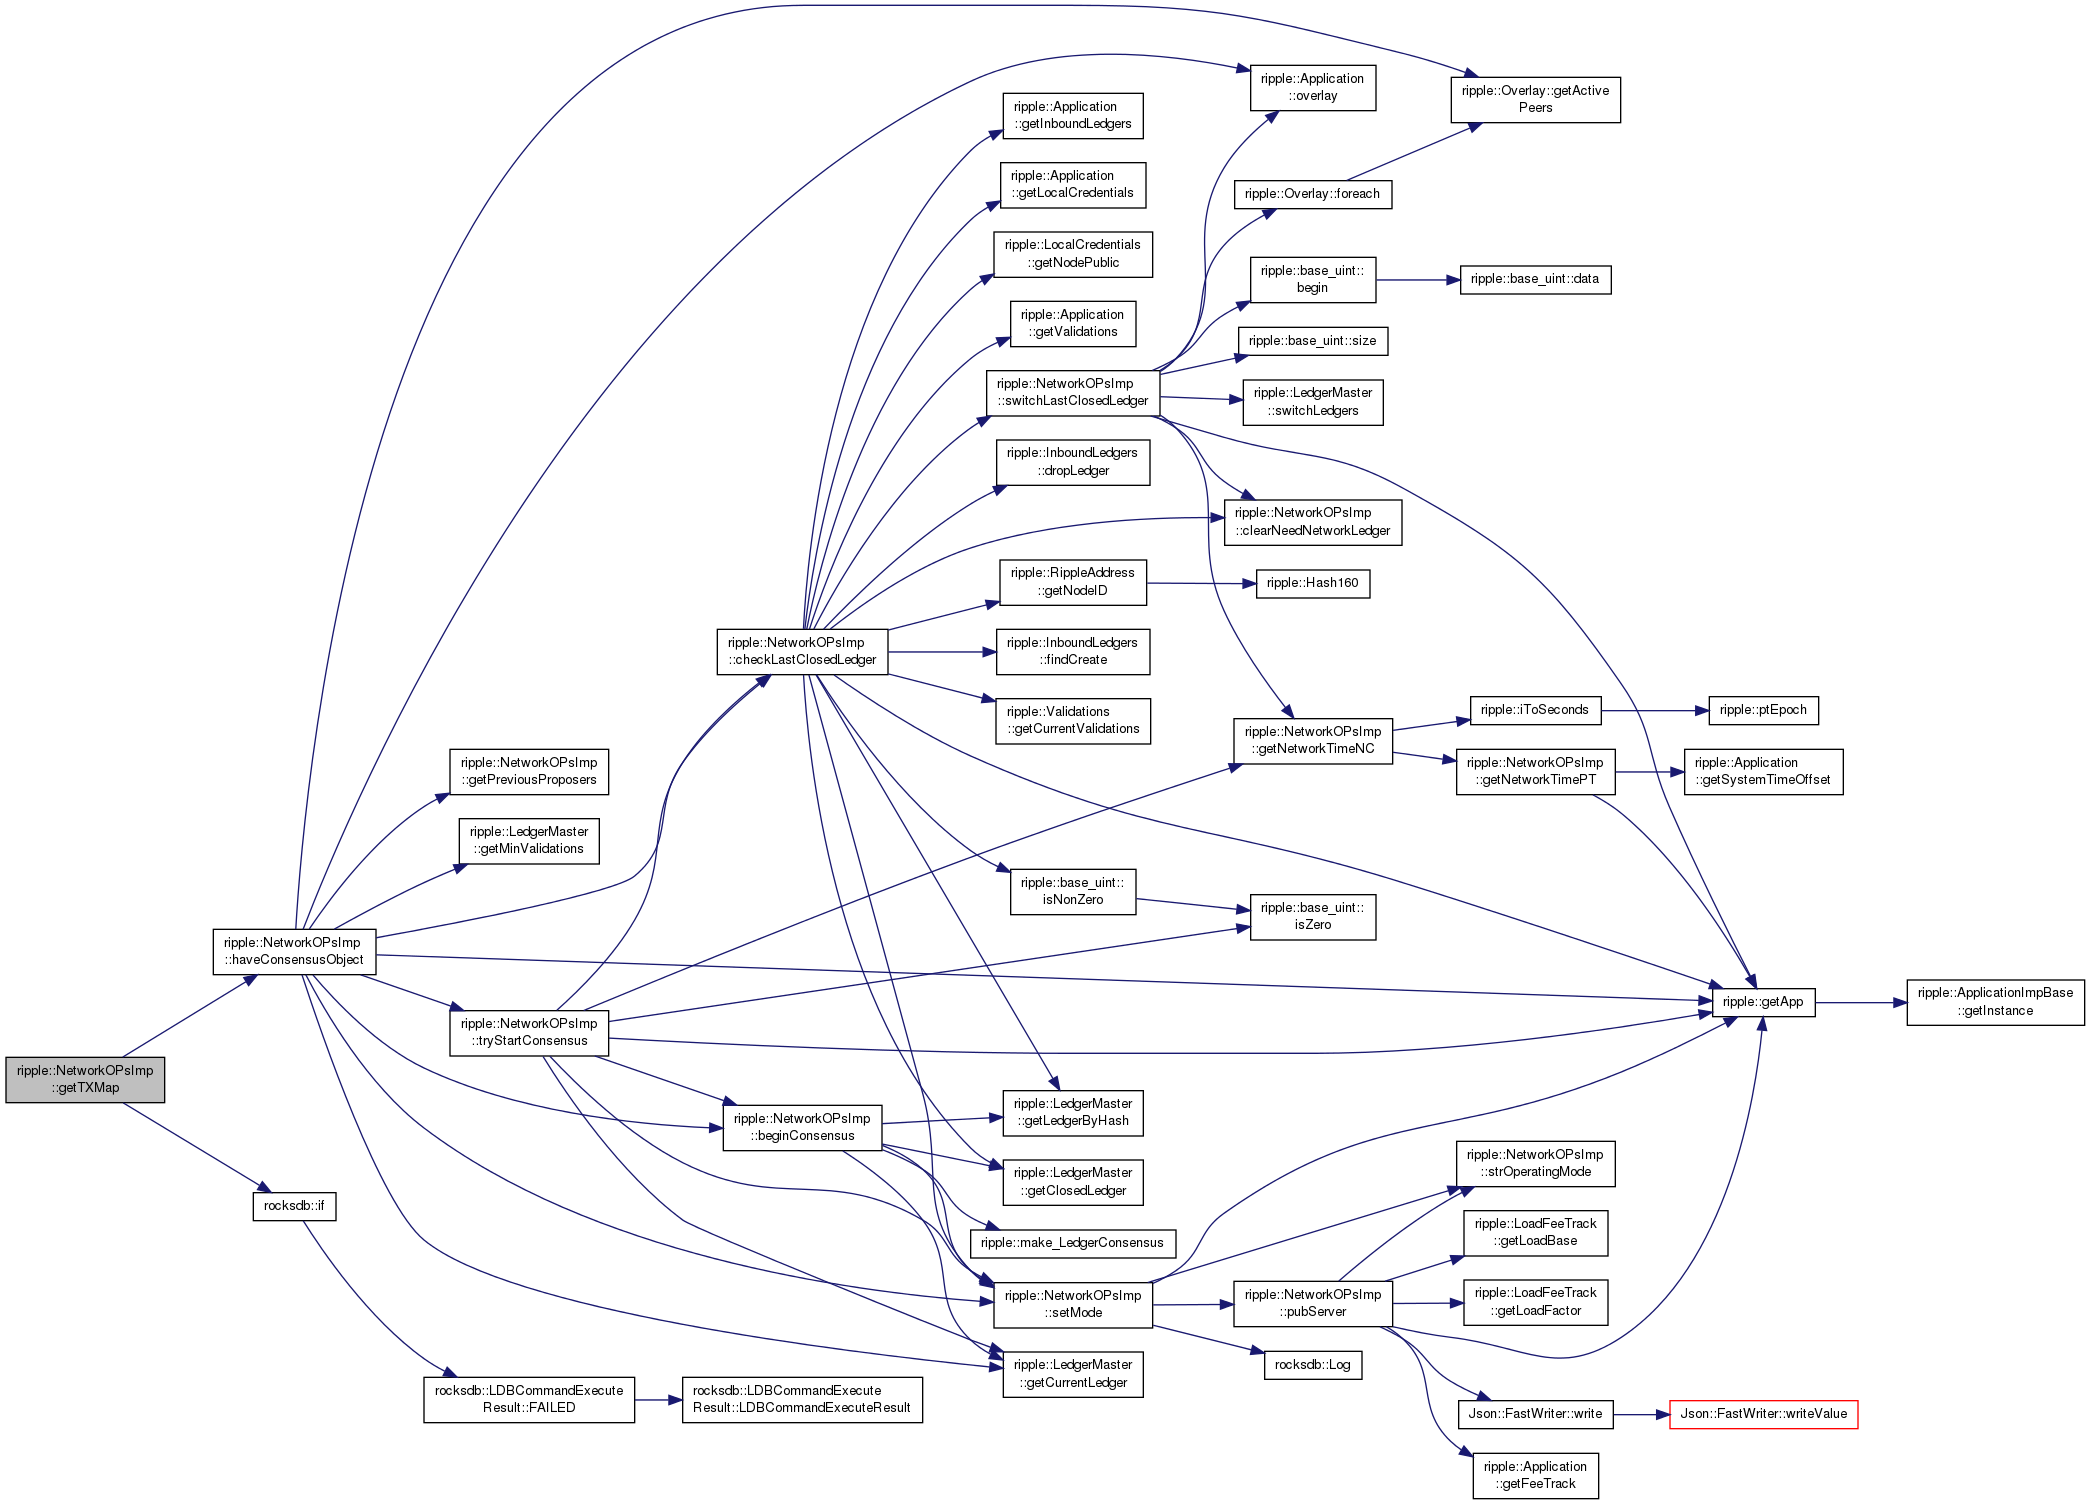 ripple::NetworkOPsImp
::getTXMap
ripple::NetworkOPsImp
::haveConsensusObject
rocksdb::if
ripple::NetworkOPsImp
::getPreviousProposers
ripple::LedgerMaster
::getMinValidations
ripple::NetworkOPsImp
::tryStartConsensus
rocksdb::LDBCommandExecute
Result::FAILED
ripple::NetworkOPsImp
::checkLastClosedLedger
ripple::NetworkOPsImp
::beginConsensus
rocksdb::LDBCommandExecute
Result::LDBCommandExecuteResult
ripple::Application
::getInboundLedgers
ripple::Application
::getLocalCredentials
ripple::LocalCredentials
::getNodePublic
ripple::Application
::getValidations
ripple::NetworkOPsImp
::switchLastClosedLedger
ripple::InboundLedgers
::dropLedger
ripple::RippleAddress
::getNodeID
ripple::InboundLedgers
::findCreate
ripple::Validations
::getCurrentValidations
ripple::base_uint::
isNonZero
ripple::LedgerMaster
::getLedgerByHash
ripple::LedgerMaster
::getClosedLedger
ripple::make_LedgerConsensus
ripple::NetworkOPsImp
::setMode
ripple::LedgerMaster
::getCurrentLedger
ripple::Application
::overlay
ripple::Overlay::foreach
ripple::base_uint::
begin
ripple::base_uint::size
ripple::LedgerMaster
::switchLedgers
ripple::NetworkOPsImp
::clearNeedNetworkLedger
ripple::Hash160
ripple::NetworkOPsImp
::getNetworkTimeNC
ripple::base_uint::
isZero
ripple::NetworkOPsImp
::pubServer
rocksdb::Log
ripple::Overlay::getActive
Peers
ripple::base_uint::data
ripple::iToSeconds
ripple::NetworkOPsImp
::getNetworkTimePT
ripple::NetworkOPsImp
::strOperatingMode
ripple::LoadFeeTrack
::getLoadBase
ripple::LoadFeeTrack
::getLoadFactor
Json::FastWriter::write
ripple::Application
::getFeeTrack
ripple::ptEpoch
ripple::Application
::getSystemTimeOffset
ripple::getApp
Json::FastWriter::writeValue
ripple::ApplicationImpBase
::getInstance